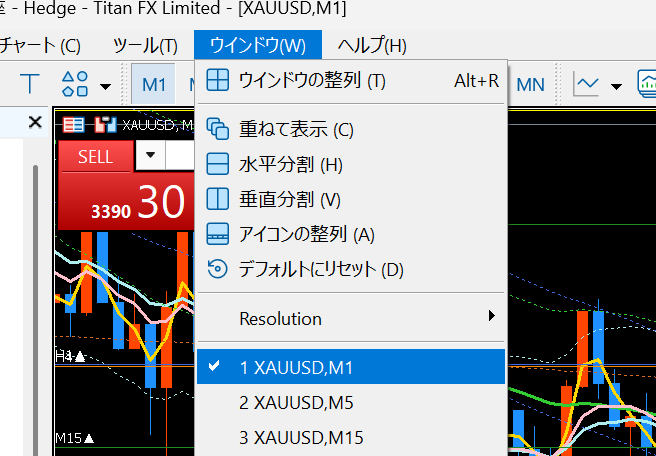 - Hedge - Titan FX Limited - [XAUUSD,M1]
チャート (C) ツール(T) ウインドウ(W) ヘルプ(H)
M1 MN
ウインドウの整列 (T) Alt+R
XAUUSD, M
重ねて表示 (C)
SELL
水平分割 (H)
3390 30
垂直分割 (V)
アイコンの整列 (A)
デフォルトにリセット (D)
Resolution
H4▲
1 XAUUSD,M1
2 XAUUSD,M5
M15▲
3 XAUUSD,M15